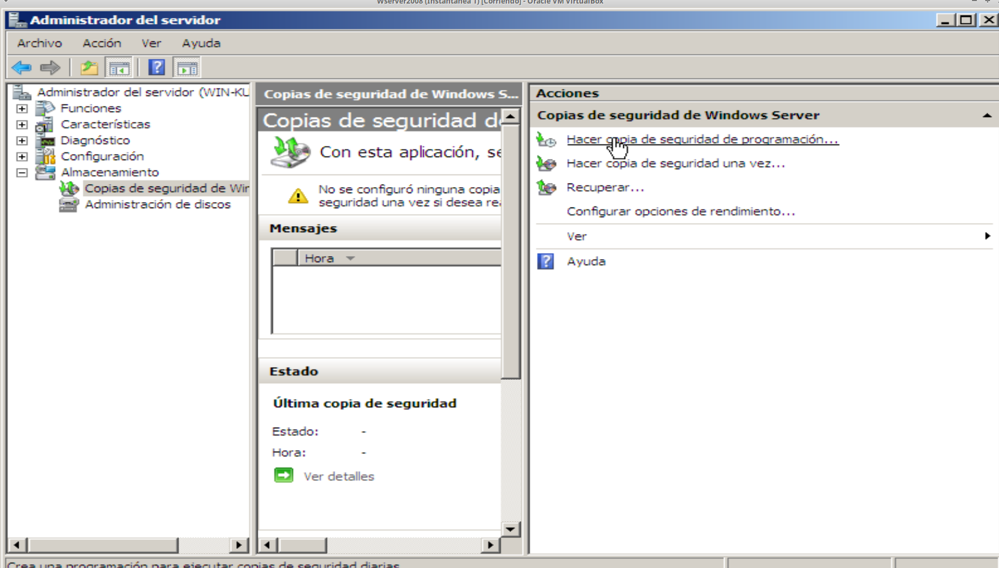 Wserver2008 (Instantánea 1) [Corriendo] - Oracle VM VirtualBox
Administrador del servidor
Archivo Acción Ver Ayuda
Administrador del servidor (WIN-KU
Funciones
Características
Diagnóstico
Configuración
Almacenamiento
Copias de seguridad de Wir
Administración de discos
Copias de seguridad de Windows S...
Copias de seguridad de
Con esta aplicación, se
No se configuró ninguna copia
seguridad una vez si desea rea
Mensajes
Hora
Estado
Última copia de seguridad
Estado: -
Hora: -
Ver detalles
Acciones
Copias de seguridad de Windows Server
Hacer copia de seguridad de programación...
Hacer copia de seguridad una vez...
Recuperar...
Configurar opciones de rendimiento...
Ver
Ayuda
Crea una programación para ejecutar copias de seguridad diarias